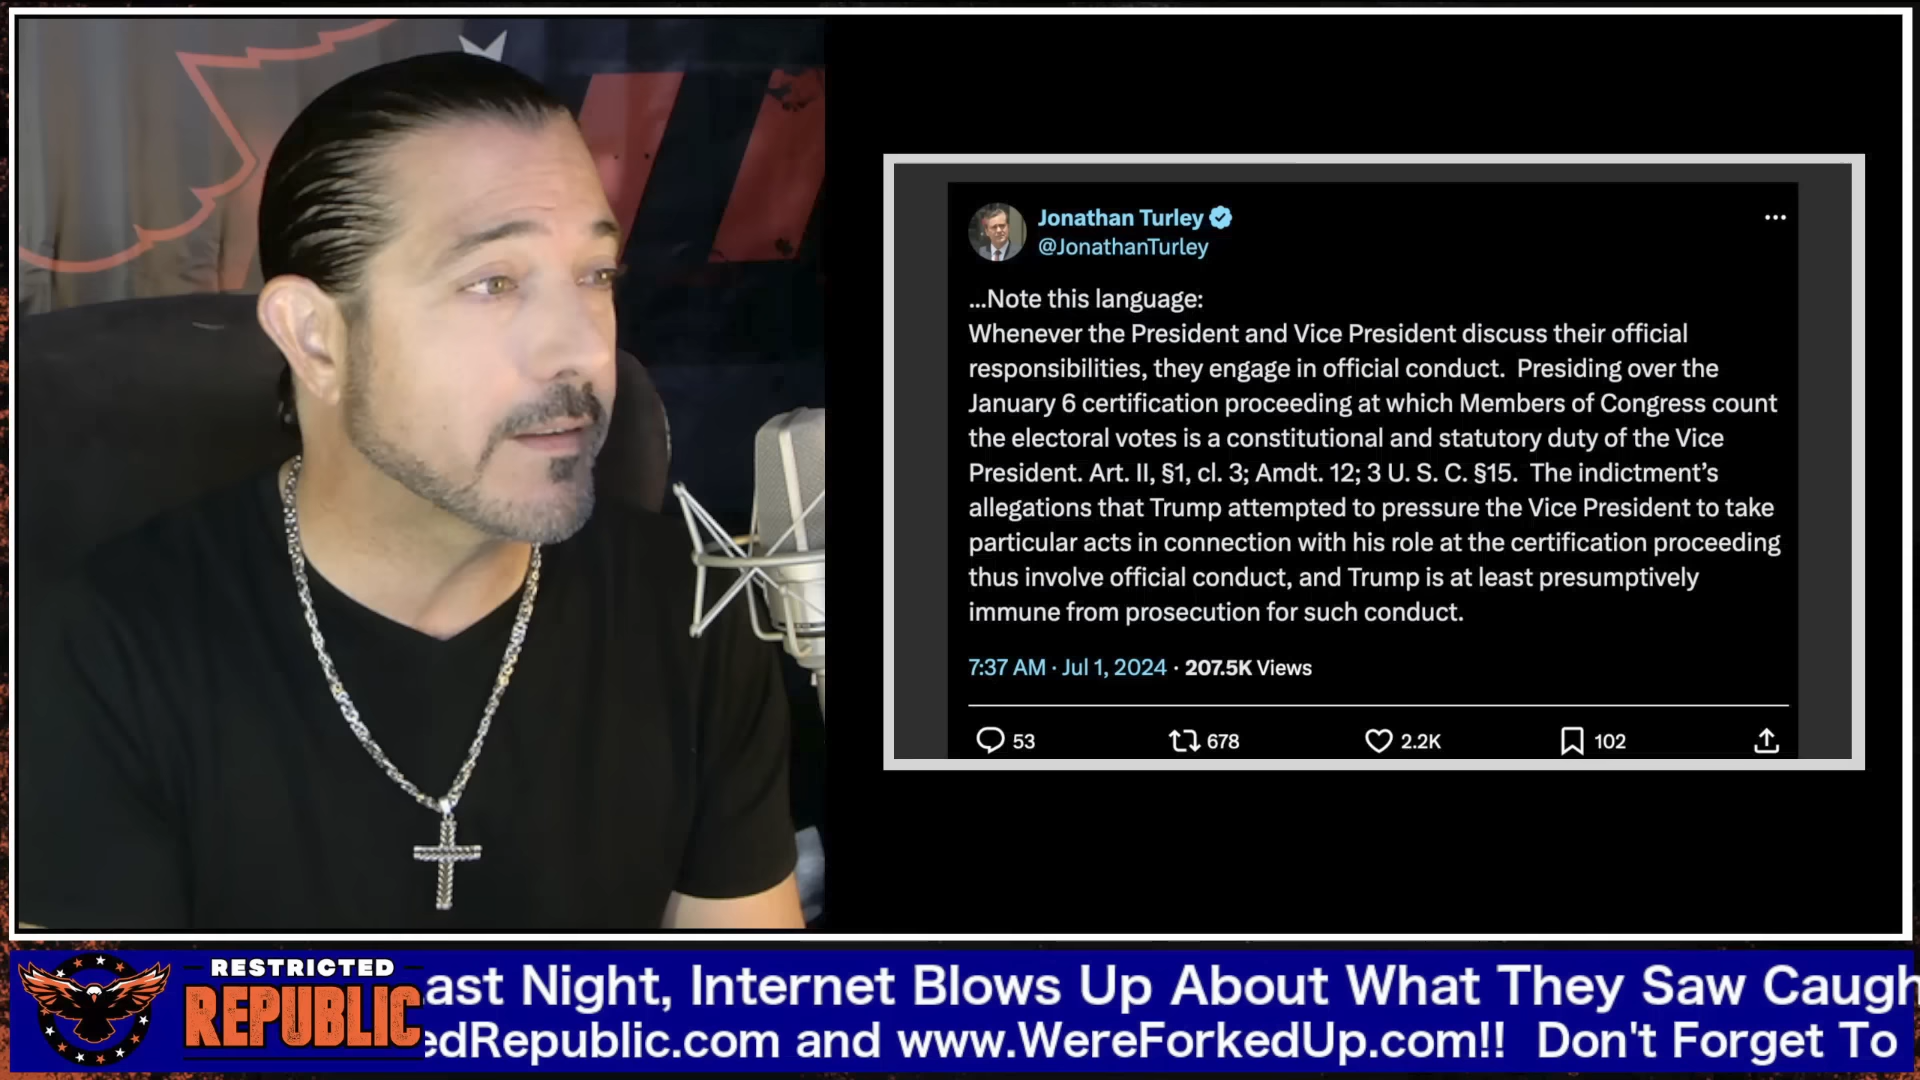 Jonathan Turley
@JonathanTurley
...Note this language:
Whenever the President and Vice President discuss their official
responsibilities, they engage in official conduct.  Presiding over the
January 6 certification proceeding at which Members of Congress count
the electoral votes is a constitutional and statutory duty of the Vice
President. Art. II, §1, cl. 3; Amdt. 12; 3 U. S. C. §15.  The indictment’s
allegations that Trump attempted to pressure the Vice President to take
particular acts in connection with his role at the certification proceeding
thus involve official conduct, and Trump is at least presumptively
immune from prosecution for such conduct.
7:37 AM · Jul 1, 2024 · 207.5K Views
53 678 2.2K 102
RESTRICTED
REPUBLIC
ast Night, Internet Blows Up About What They Saw Caugh
edRepublic.com and www.WereForkedUp.com!!  Don't Forget To